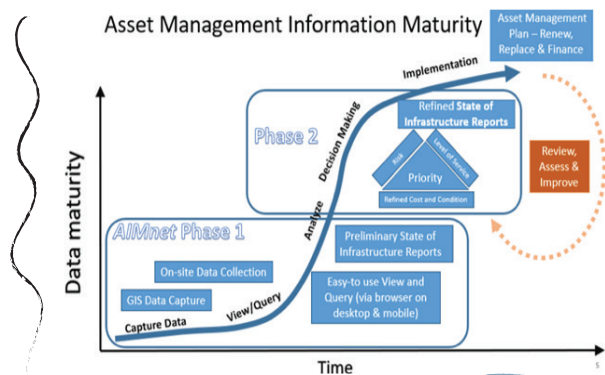 Asset Management Information Maturity
Asset Management
Plan – Renew,
Replace & Finance
Implementation
Refined State of
Infrastructure Reports
Phase 2
Decision Making
Risk
Level of Service
Priority
Refined Cost and Condition
Review,
Assess &
Improve
Data maturity
AIMnet Phase 1
Analyze
Preliminary State of
Infrastructure Reports
On-site Data Collection
Easy-to use View and
Query (via browser on
desktop & mobile)
GIS Data Capture
View/Query
Capture Data
Time
5